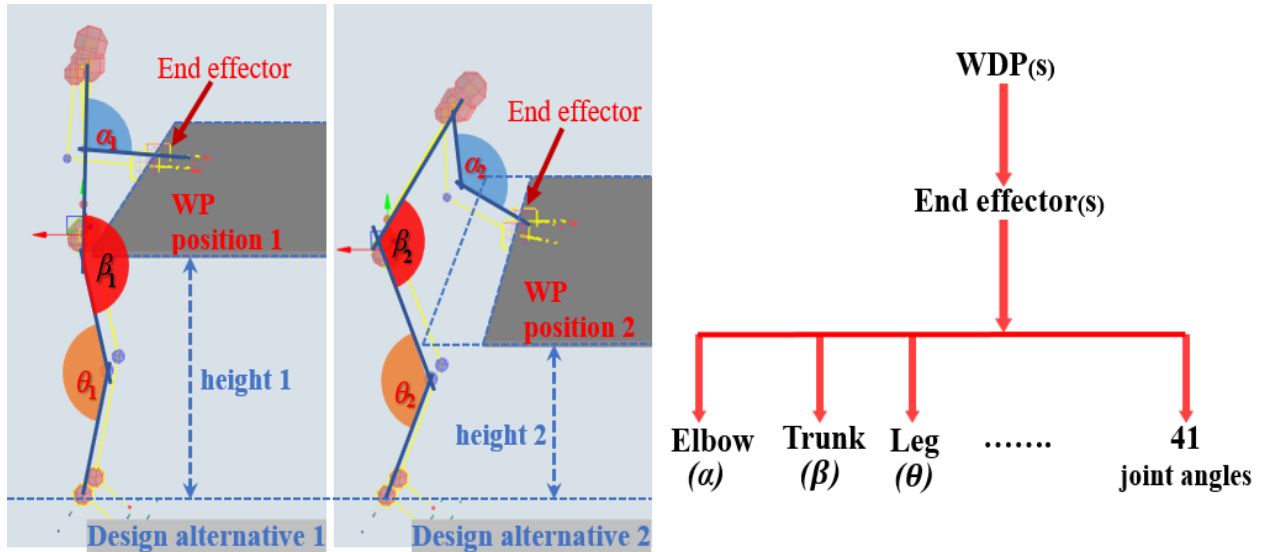 End effector
α1
WP
position 1
β1
θ1
height 1
Design alternative 1
End effector
α2
β2
WP
position 2
θ2
height 2
Design alternative 2
WDP(s)
End effector(s)
Elbow
(α)
Trunk
(β)
Leg
(θ)
.......
41
joint angles